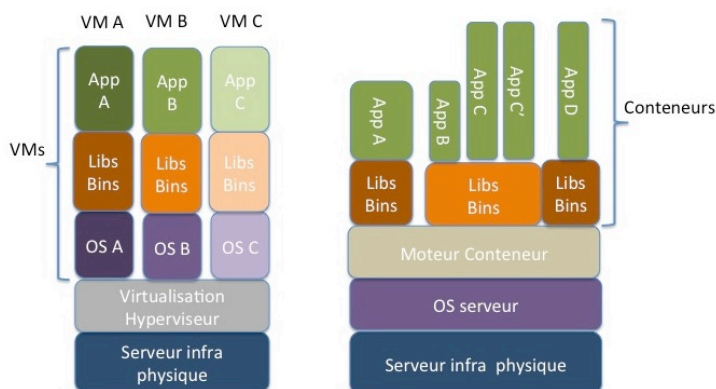 VM A
VM B
VM C
VMs
App
A
App
B
App
C
Libs
Bins
Libs
Bins
Libs
Bins
OS A
OS B
OS C
Virtualisation
Hyperviseur
Serveur infra
physique
App A
App B
App C
App C'
App D
Conteneurs
Libs
Bins
Libs
Bins
Libs
Bins
Moteur Conteneur
OS serveur
Serveur infra physique